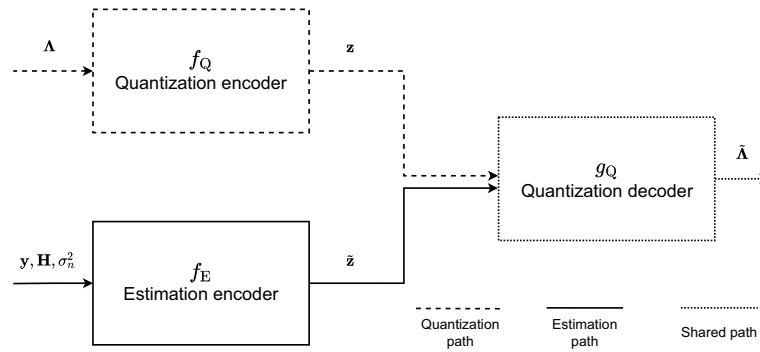 Λ
f_Q
Quantization encoder
z
g_Q
Quantization decoder
Λ̃
y, H, σ_n^2
f_E
Estimation encoder
z̃
Quantization
path
Estimation
path
Shared path